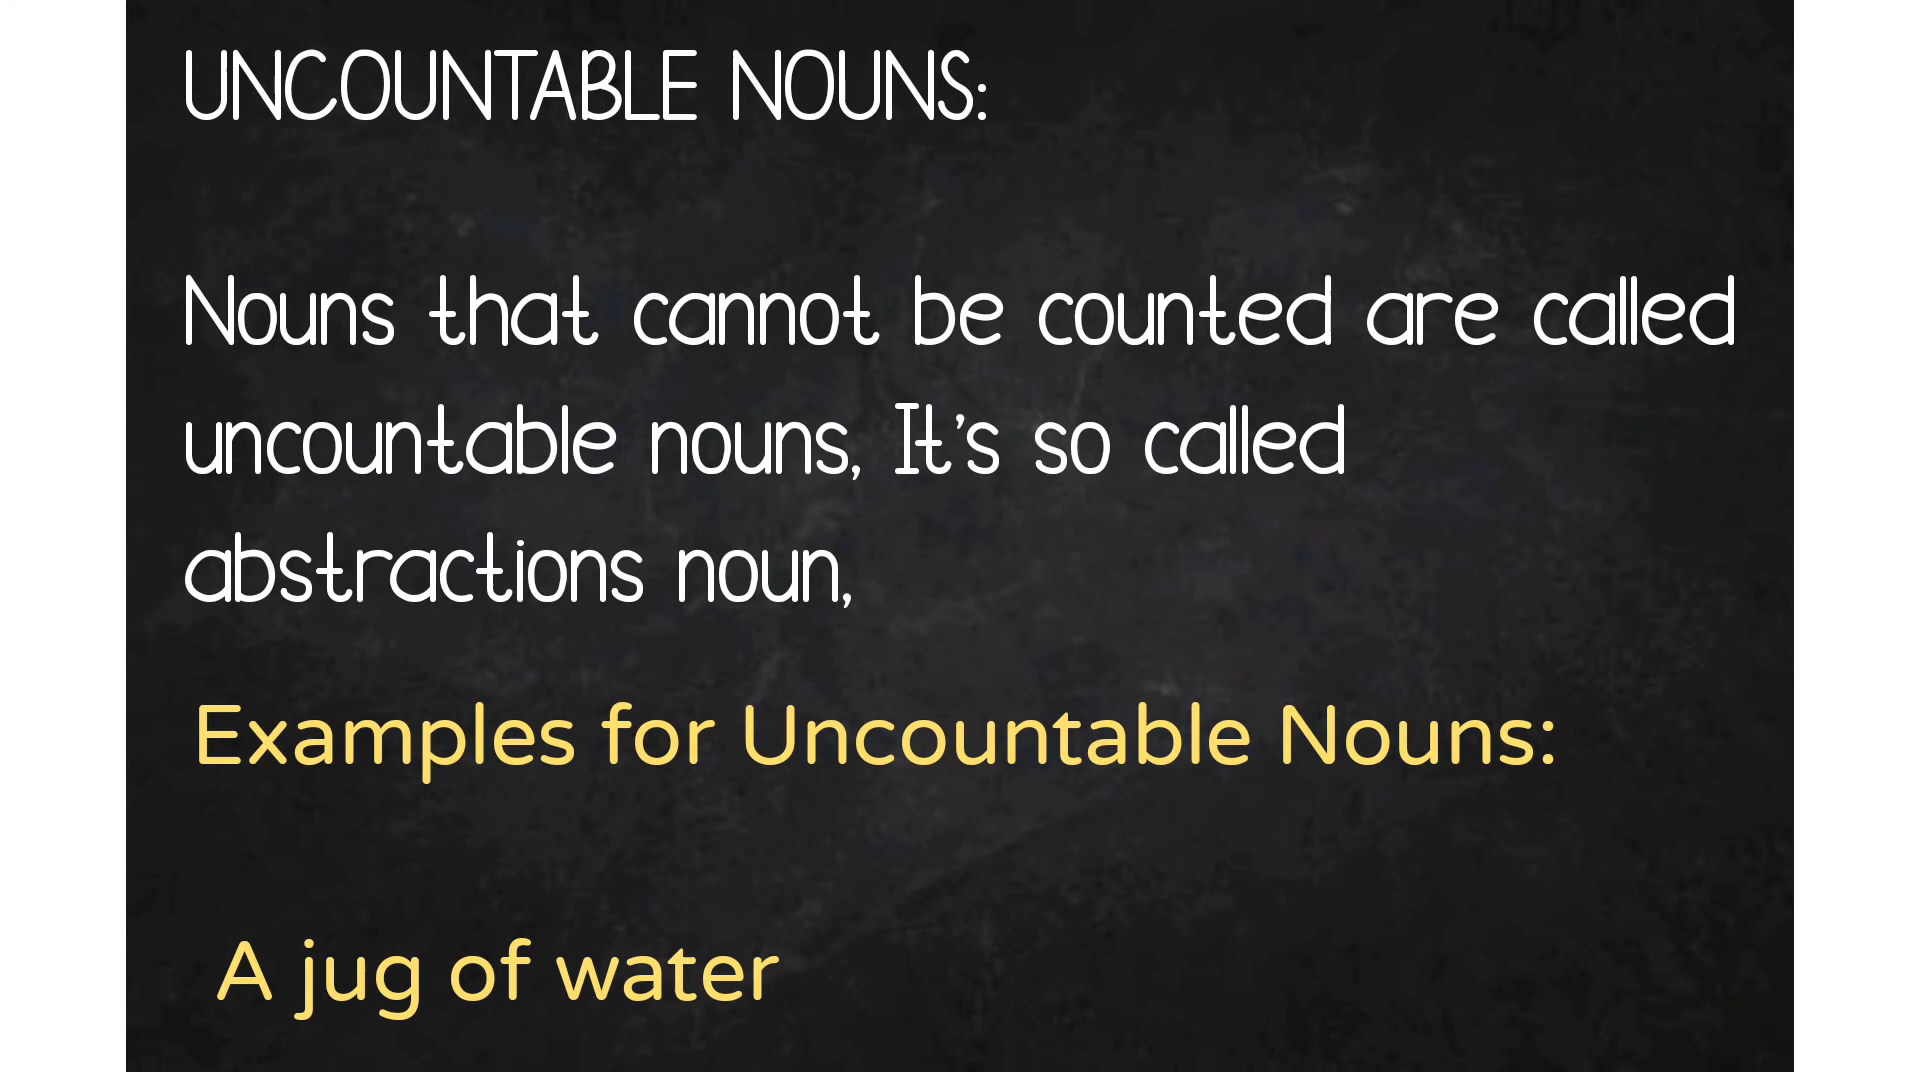 UNCOUNTABLE NOUNS:
Nouns that cannot be counted are called
uncountable nouns, It's so called
abstractions noun,
Examples for Uncountable Nouns:
A jug of water